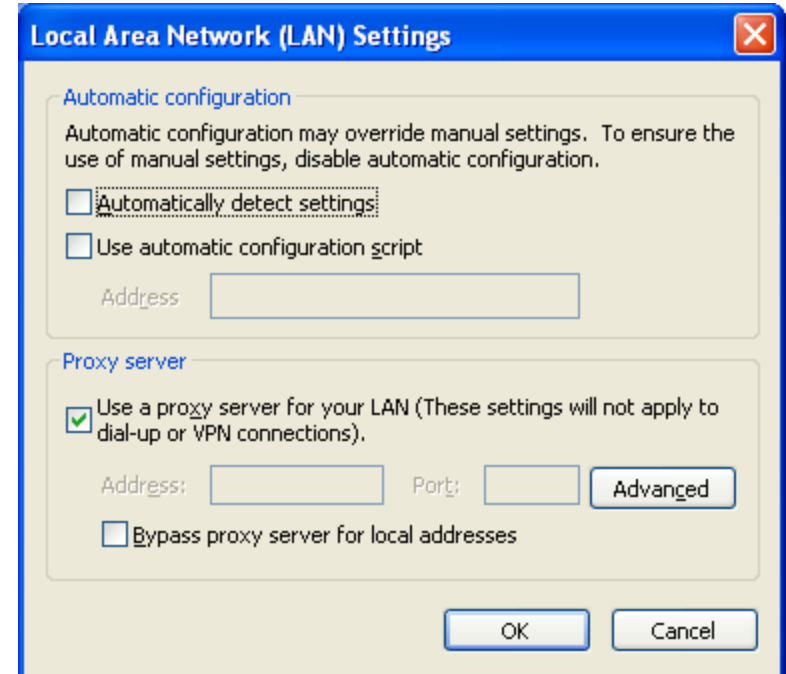 Local Area Network (LAN) Settings
Automatic configuration
Automatic configuration may override manual settings.  To ensure the
use of manual settings, disable automatic configuration.
Automatically detect settings
Use automatic configuration script
Address
Proxy server
Use a proxy server for your LAN (These settings will not apply to
dial-up or VPN connections).
Address:
Port:
Advanced
Bypass proxy server for local addresses
OK
Cancel